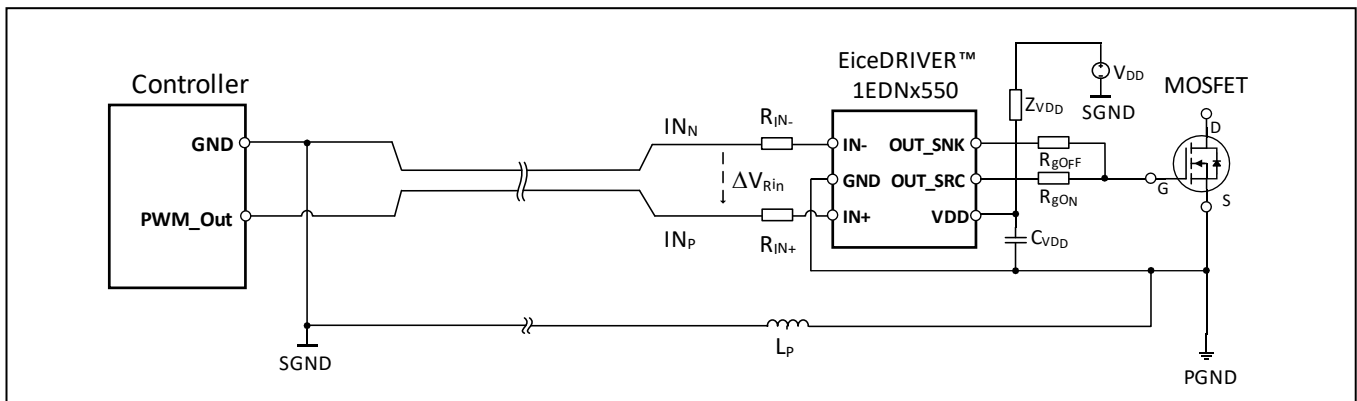 Controller
GND
PWM_Out
SGND
IN_N
ΔV_Rin
IN_P
R_IN-
R_IN+
L_P
EiceDRIVER™
1EDNx550
IN-
GND
IN+
OUT_SNK
OUT_SRC
VDD
Z_VDD
V_DD
SGND
C_VDD
R_gOFF
R_gON
MOSFET
D
G
S
PGND